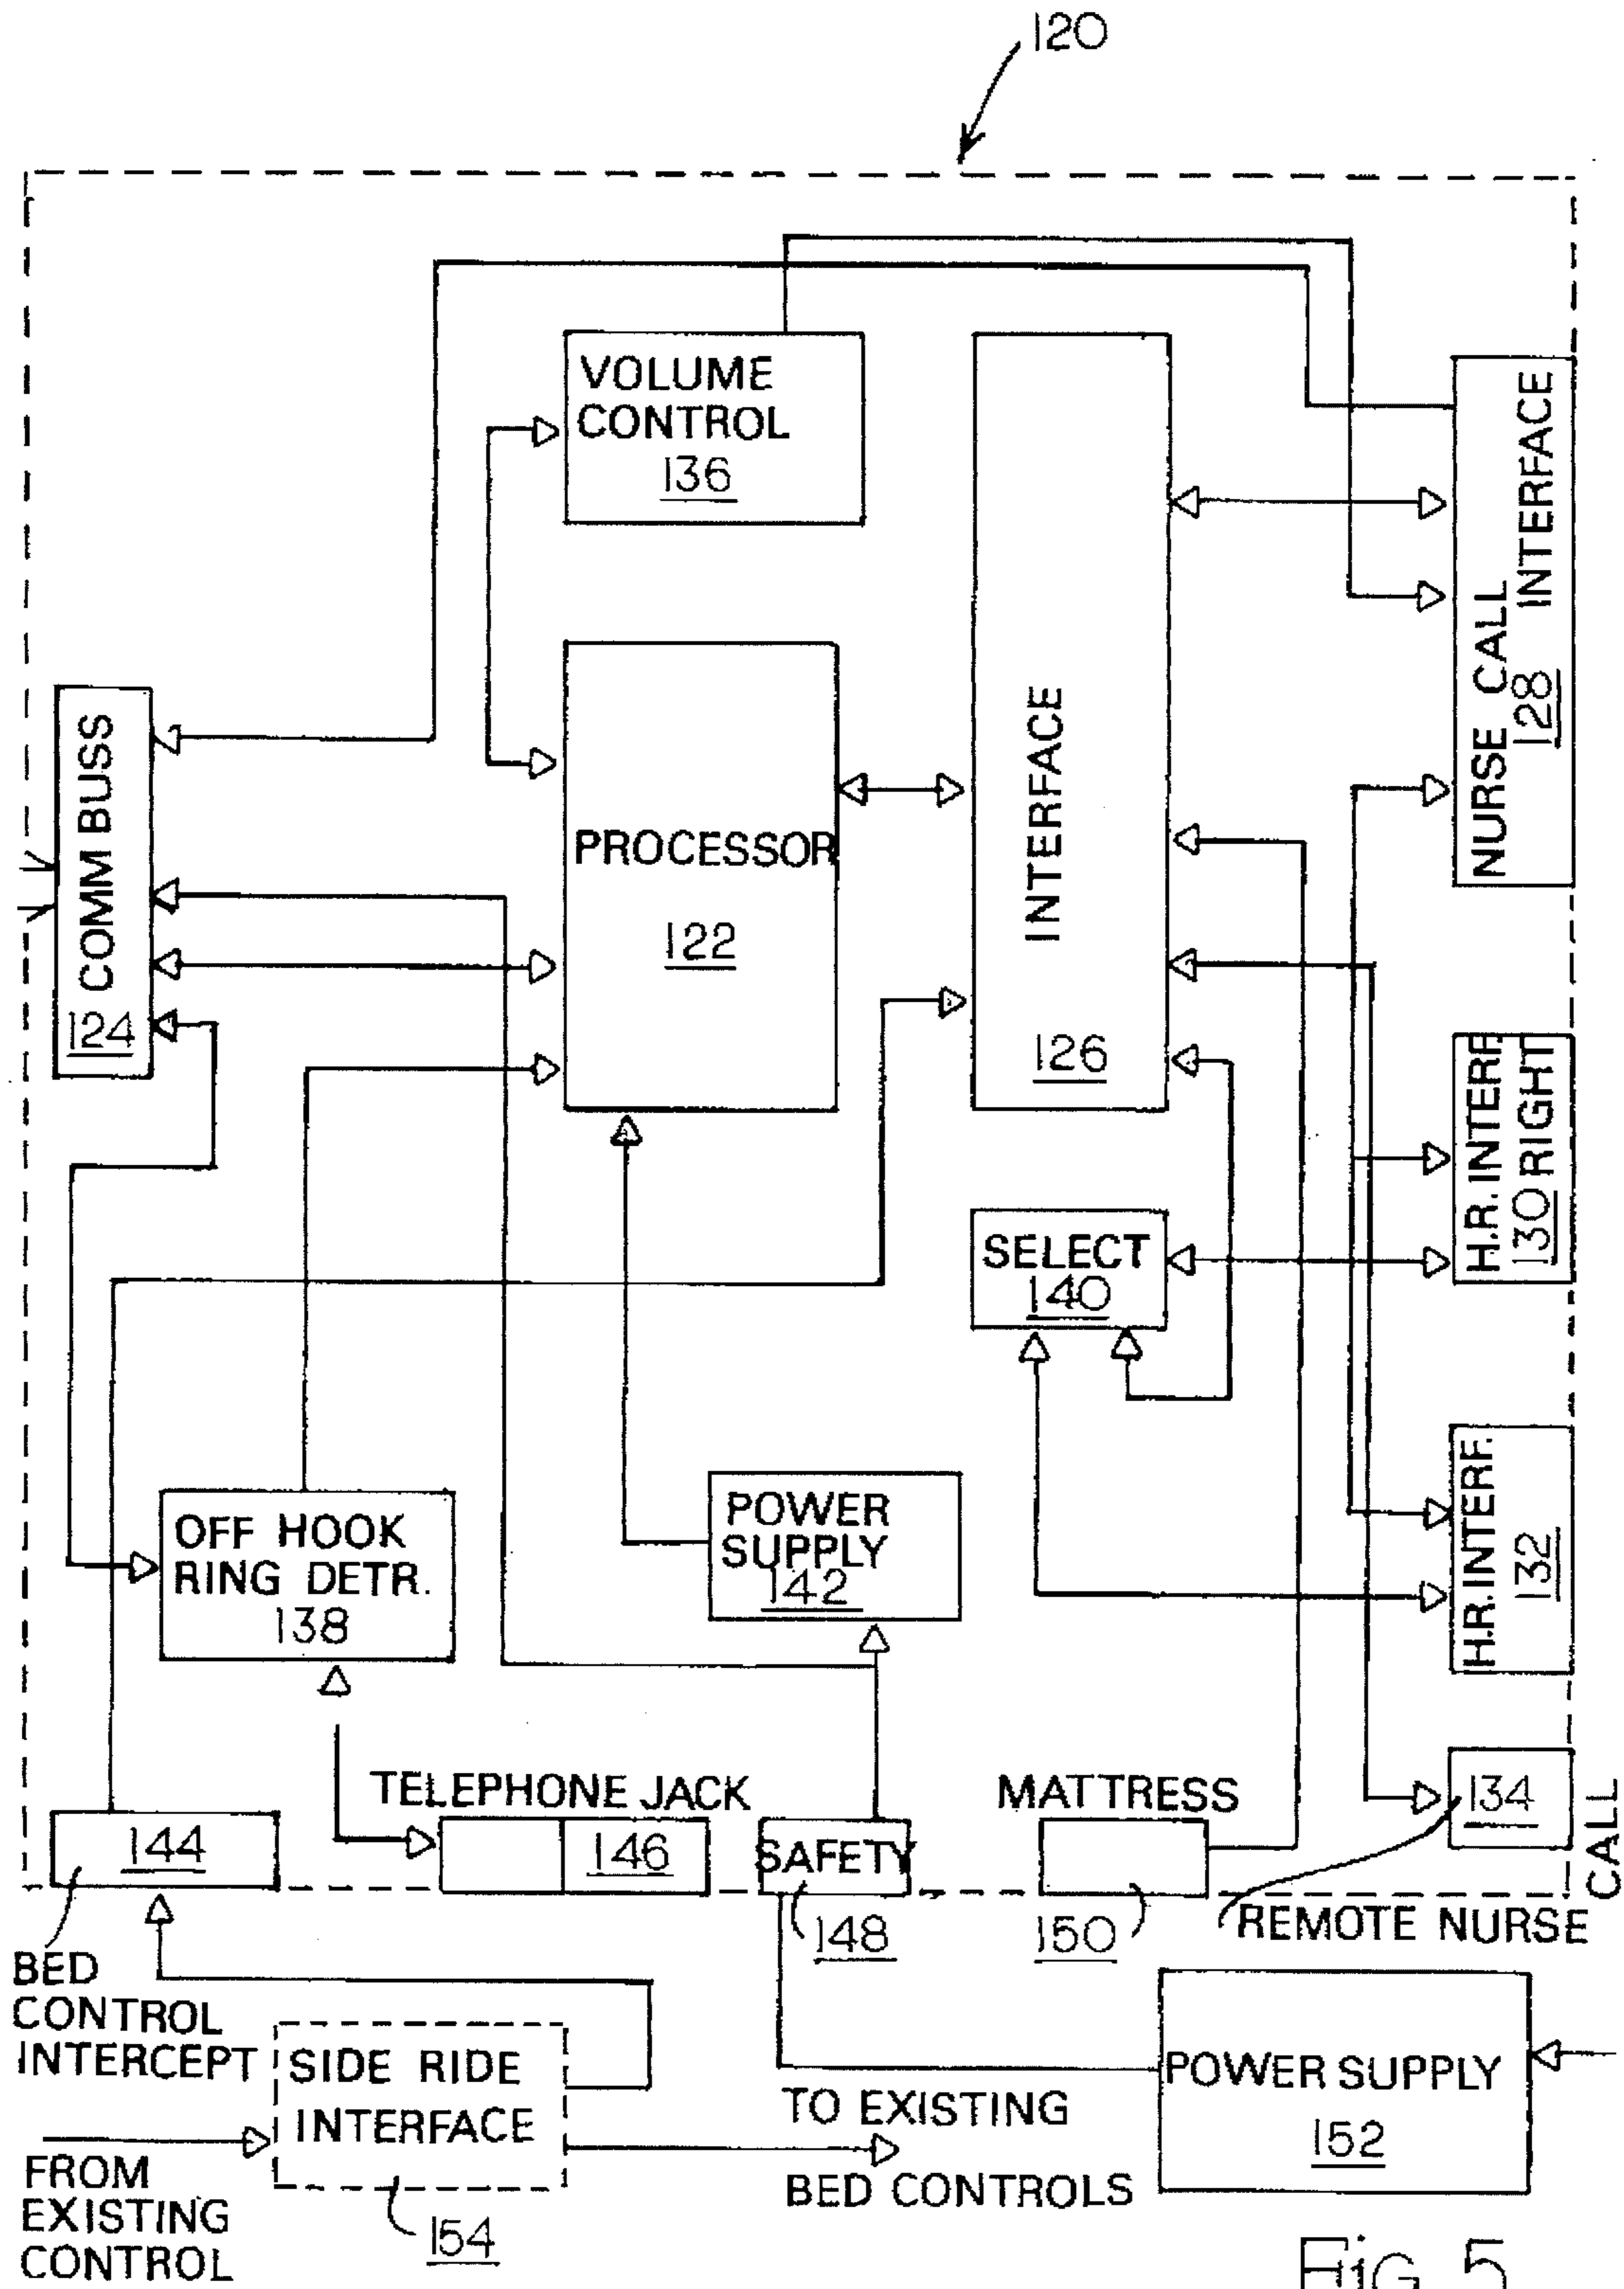 120
VOLUME
CONTROL
136
NURSE CALL
INTERFACE
128
COMM BUSS
124
PROCESSOR
122
INTERFACE
126
H.R. INTERF.
RIGHT
130
SELECT
140
H.R. INTERF.
132
OFF HOOK
RING DETR.
138
POWER
SUPPLY
142
TELEPHONE JACK
146
MATTRESS
150
144
SAFETY
148
134
CALL
REMOTE NURSE
BED
CONTROL
INTERCEPT
SIDE RIDE
INTERFACE
154
TO EXISTING
BED CONTROLS
POWER SUPPLY
152
FROM
EXISTING
CONTROL
Fig. 5